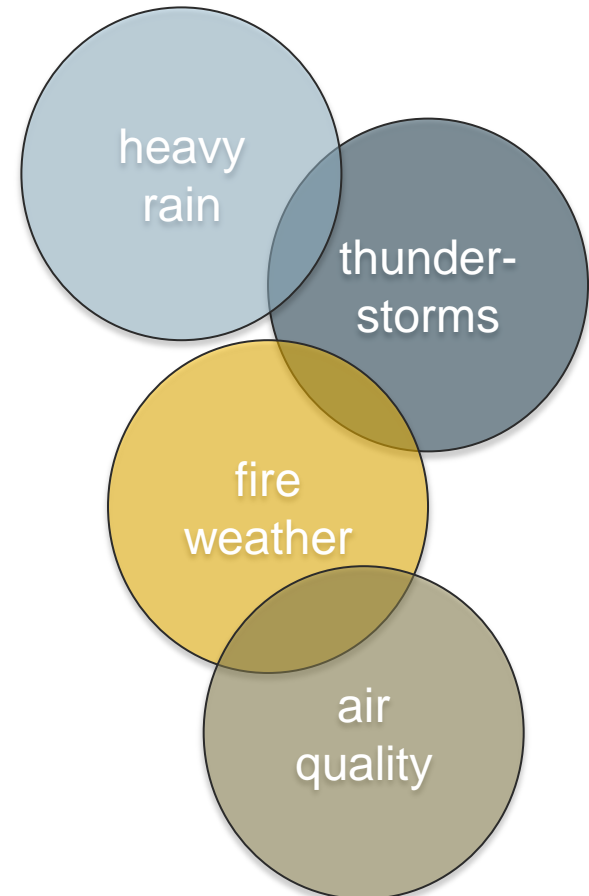 heavy
rain
thunder-
storms
fire
weather
air
quality